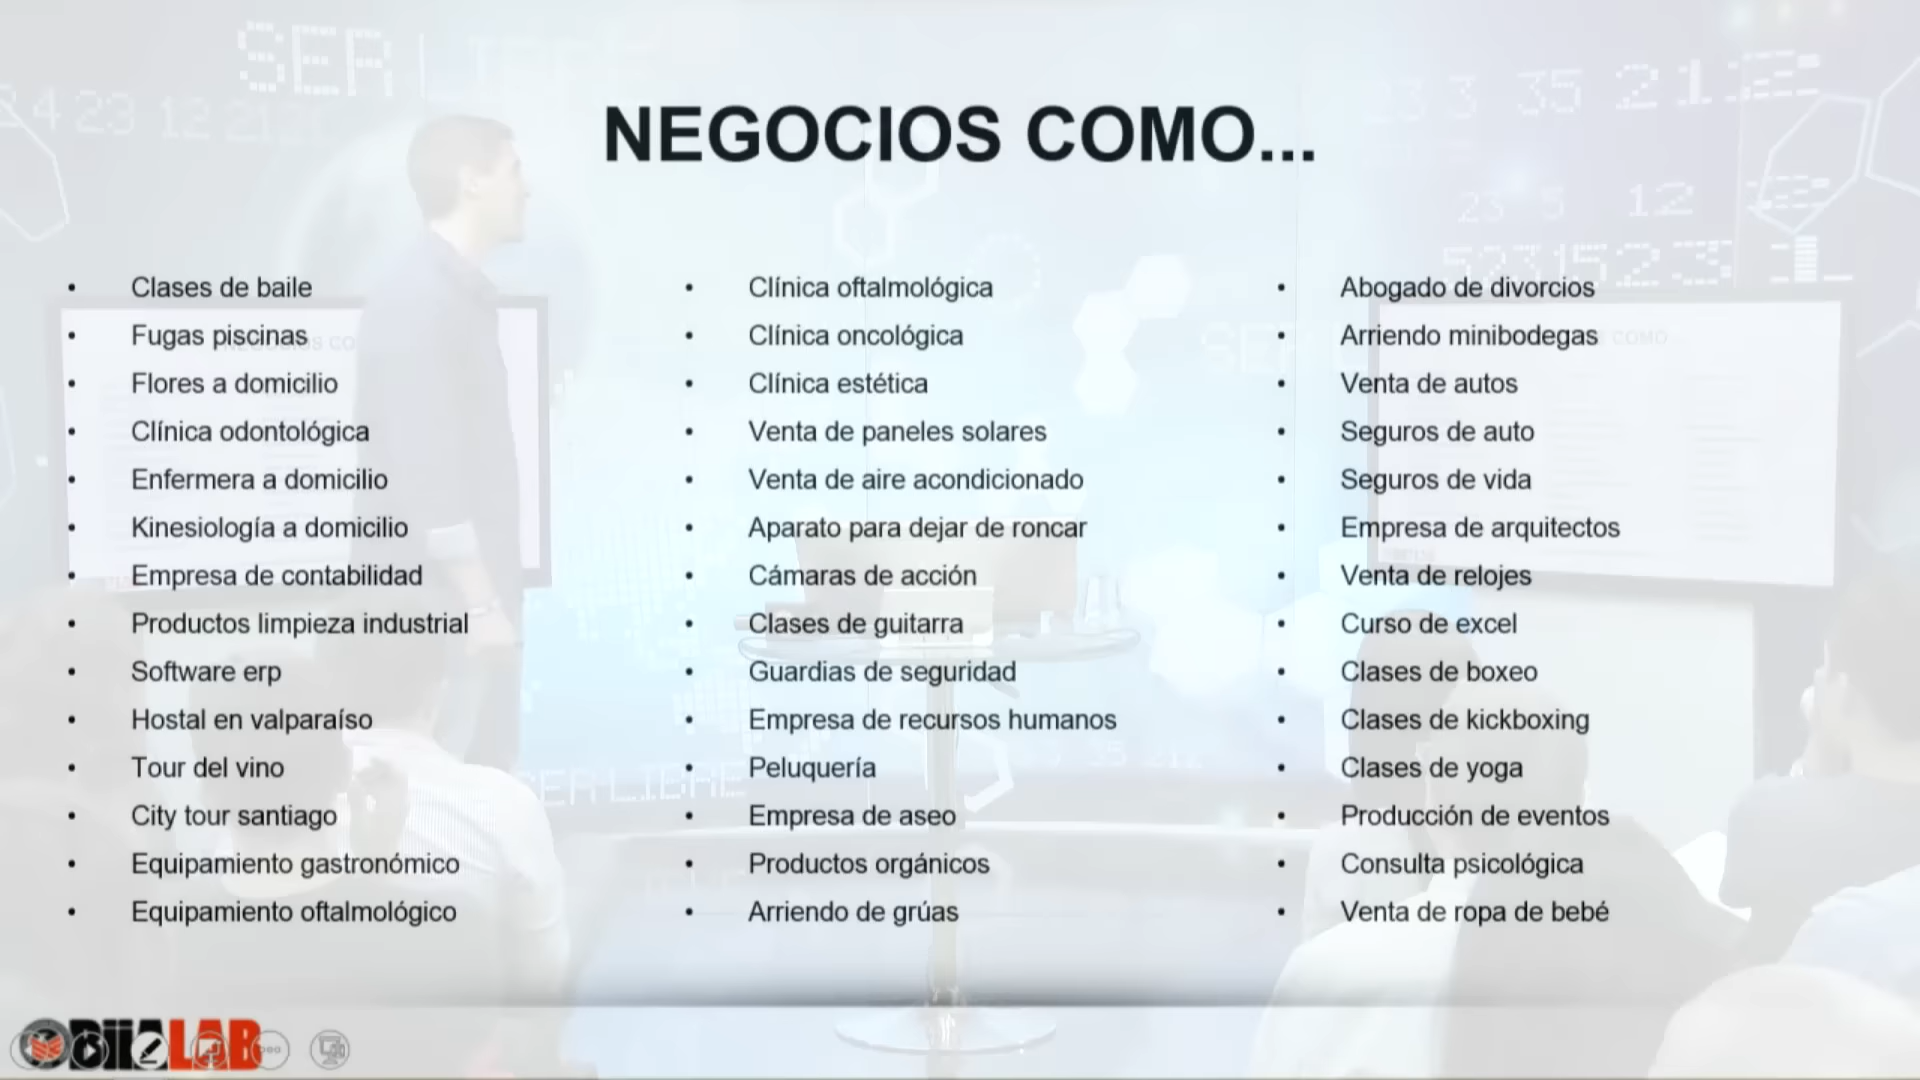 NEGOCIOS COMO...
Clases de baile
Fugas piscinas
Flores a domicilio
Clínica odontológica
Enfermera a domicilio
Kinesiología a domicilio
Empresa de contabilidad
Productos limpieza industrial
Software erp
Hostal en valparaíso
Tour del vino
City tour santiago
Equipamiento gastronómico
Equipamiento oftalmológico
Clínica oftalmológica
Clínica oncológica
Clínica estética
Venta de paneles solares
Venta de aire acondicionado
Aparato para dejar de roncar
Cámaras de acción
Clases de guitarra
Guardias de seguridad
Empresa de recursos humanos
Peluquería
Empresa de aseo
Productos orgánicos
Arriendo de grúas
Abogado de divorcios
Arriendo minibodegas
Venta de autos
Seguros de auto
Seguros de vida
Empresa de arquitectos
Venta de relojes
Curso de excel
Clases de boxeo
Clases de kickboxing
Clases de yoga
Producción de eventos
Consulta psicológica
Venta de ropa de bebé
BiiALAB